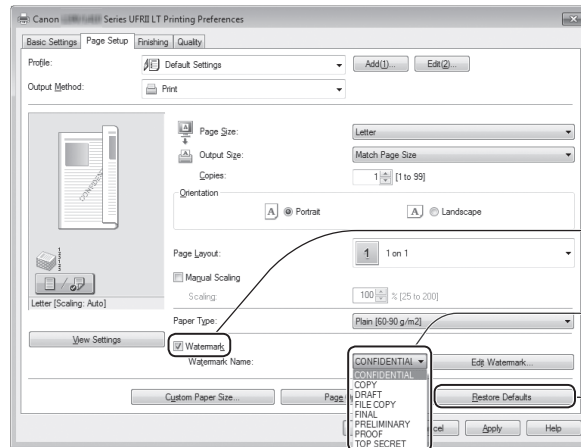 Canon Series UFRII LT Printing Preferences
Basic Settings Page Setup Finishing Quality
Profile: Default Settings Add(1)... Edit(2)...
Output Method: Print
Page Size: Letter
Output Size: Match Page Size
Copies: 1 [1 to 99]
Orientation
A Portrait A Landscape
CONFIDENTIAL
Page Layout: 1 1 on 1
Manual Scaling
Scaling: 100 % [25 to 200]
Letter [Scaling: Auto]
Paper Type: Plain [60-90 g/m2]
View Settings
Watermark
Watermark Name: CONFIDENTIAL Edit Watermark...
CONFIDENTIAL
COPY
DRAFT
FILE COPY
FINAL
PRELIMINARY
PROOF
TOP SECRET
Custom Paper Size... Page Restore Defaults
cel Apply Help